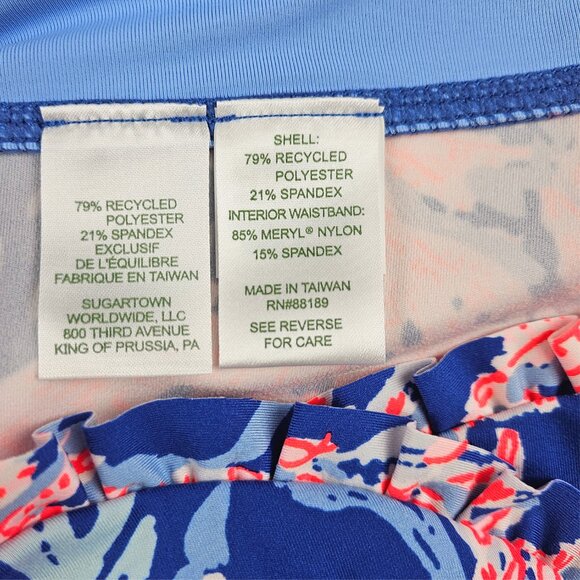 79% RECYCLED
POLYESTER
21% SPANDEX
EXCLUSIF
DE L'ÉQUILIBRE
FABRIQUE EN TAIWAN
SUGARTOWN
WORLDWIDE, LLC
800 THIRD AVENUE
KING OF PRUSSIA, PA
SHELL:
79% RECYCLED
POLYESTER
21% SPANDEX
INTERIOR WAISTBAND:
85% MERYL® NYLON
15% SPANDEX
MADE IN TAIWAN
RN#88189
SEE REVERSE
FOR CARE